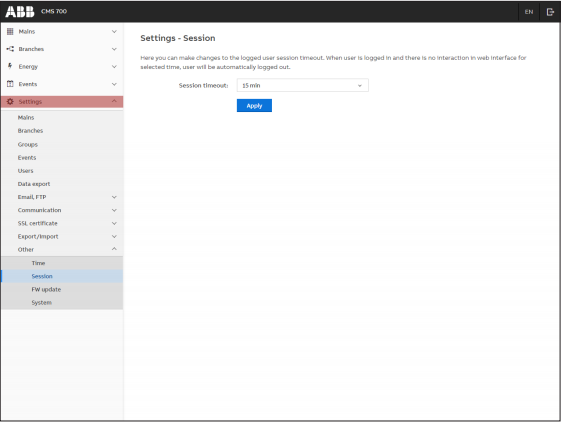 ABB CMS 700
EN
Mains
Branches
Energy
Events
Settings
Mains
Branches
Groups
Events
Users
Data export
Email, FTP
Communication
SSL certificate
Export/Import
Other
Time
Session
FW update
System
Settings - Session
Here you can make changes to the logged user session timeout. When user is logged in and there is no interaction in web interface for
selected time, user will be automatically logged out.
Session timeout: 15 min
Apply